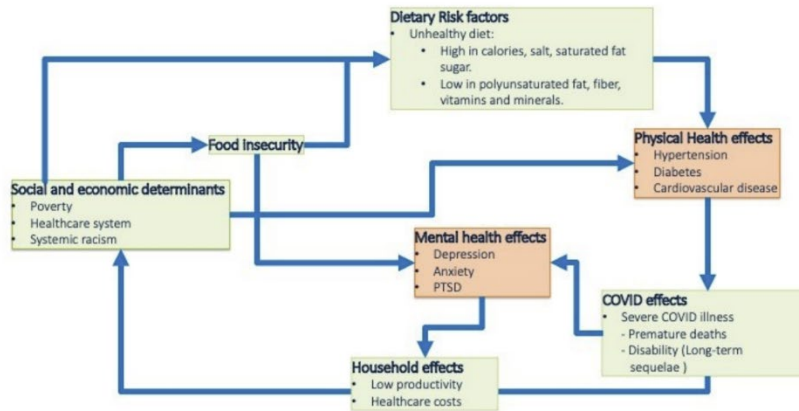 Dietary Risk factors
• Unhealthy diet:
• High in calories, salt, saturated fat
sugar.
• Low in polyunsaturated fat, fiber,
vitamins and minerals.
Food insecurity
Physical Health effects
• Hypertension
• Diabetes
• Cardiovascular disease
Social and economic determinants
• Poverty
• Healthcare system
• Systemic racism
Mental health effects
• Depression
• Anxiety
• PTSD
COVID effects
• Severe COVID illness
- Premature deaths
- Disability (Long-term
sequelae )
Household effects
• Low productivity
• Healthcare costs